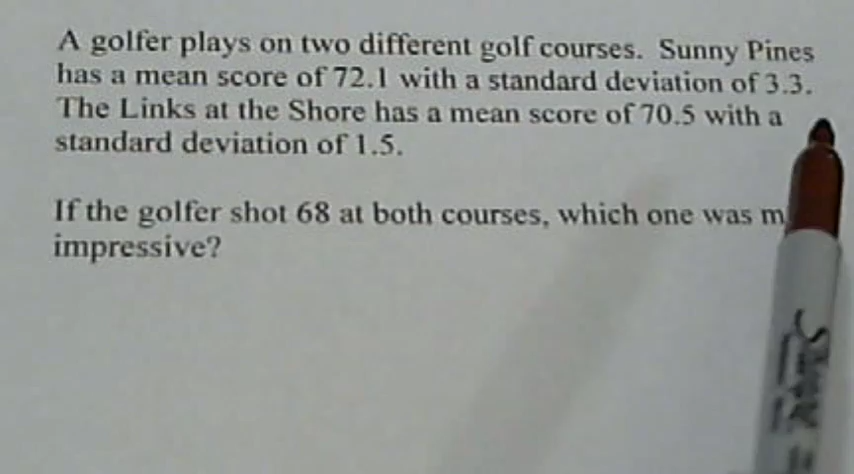 A golfer plays on two different golf courses. Sunny Pines
has a mean score of 72.1 with a standard deviation of 3.3.
The Links at the Shore has a mean score of 70.5 with a
standard deviation of 1.5.
If the golfer shot 68 at both courses, which one was m
impressive?
Sharpie